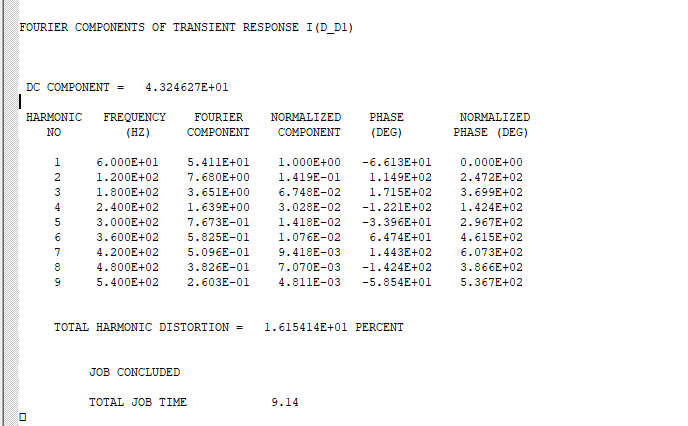 FOURIER COMPONENTS OF TRANSIENT RESPONSE I(D_D1)
DC COMPONENT = 4.324627E+01
HARMONIC FREQUENCY FOURIER NORMALIZED PHASE NORMALIZED
NO (HZ) COMPONENT COMPONENT (DEG) PHASE (DEG)
1 6.000E+01 5.411E+01 1.000E+00 -6.613E+01 0.000E+00
2 1.200E+02 7.680E+00 1.419E-01 1.149E+02 2.472E+02
3 1.800E+02 3.651E+00 6.748E-02 1.715E+02 3.699E+02
4 2.400E+02 1.639E+00 3.028E-02 -1.221E+02 1.424E+02
5 3.000E+02 7.673E-01 1.418E-02 -3.396E+01 2.967E+02
6 3.600E+02 5.825E-01 1.076E-02 6.474E+01 4.615E+02
7 4.200E+02 5.096E-01 9.418E-03 1.443E+02 6.073E+02
8 4.800E+02 3.826E-01 7.070E-03 -1.424E+02 3.866E+02
9 5.400E+02 2.603E-01 4.811E-03 -5.854E+01 5.367E+02
TOTAL HARMONIC DISTORTION = 1.615414E+01 PERCENT
JOB CONCLUDED
TOTAL JOB TIME 9.14